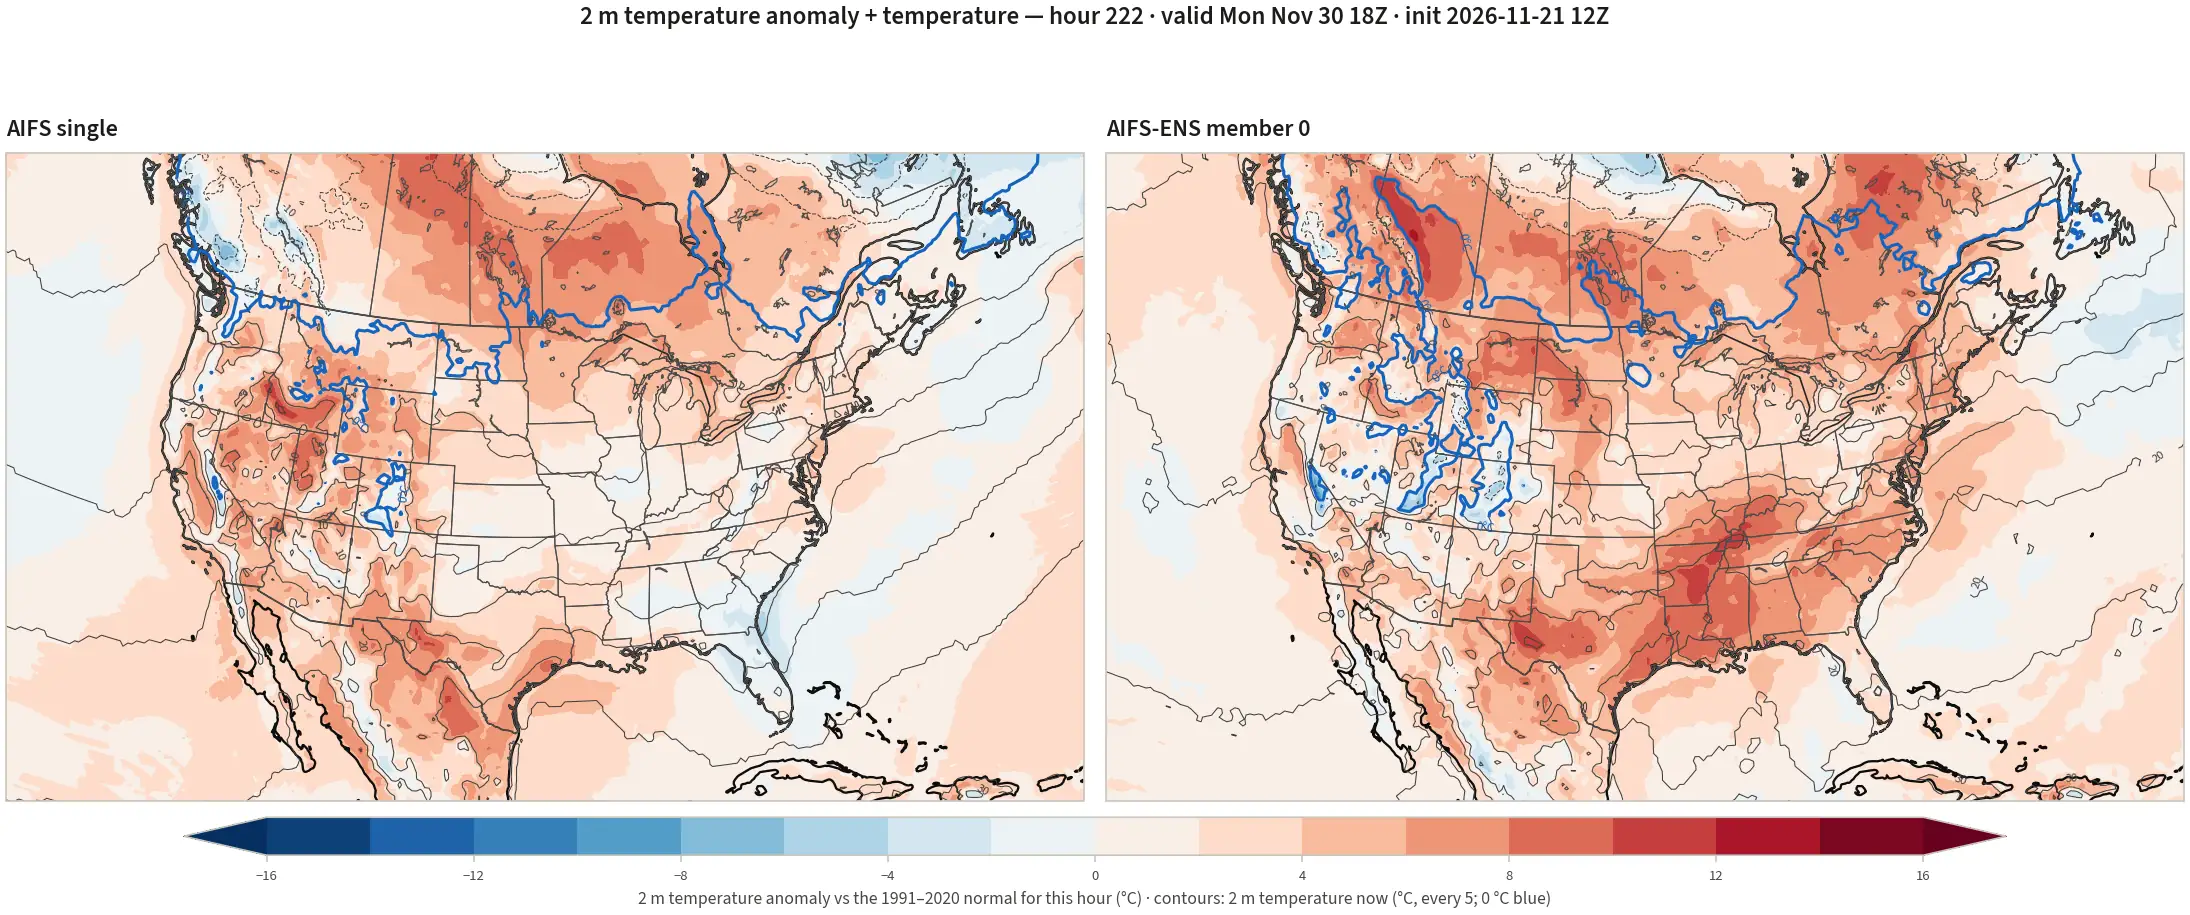 2 m temperature anomaly + temperature — hour 222 · valid Mon Nov 30 18Z · init 2026-11-21 12Z
AIFS single
AIFS-ENS member 0
−16
−12
−8
−4
0
4
8
12
16
2 m temperature anomaly vs the 1991–2020 normal for this hour (°C) · contours: 2 m temperature now (°C, every 5; 0 °C blue)